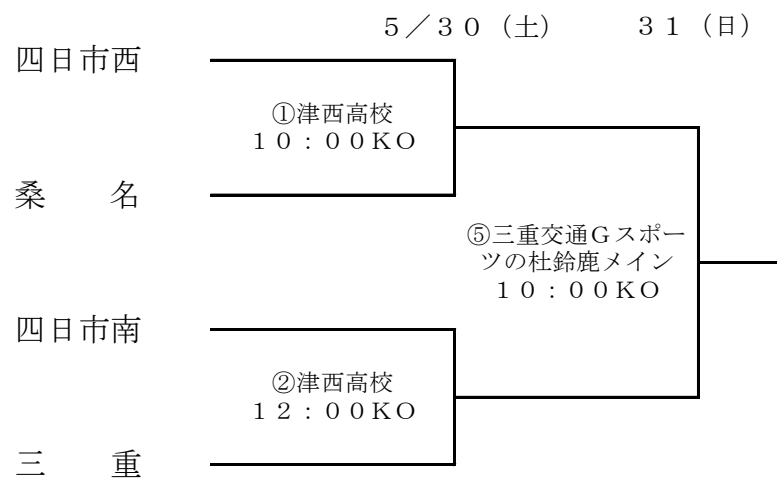 ５／３０（土） ３１（日）
四日市西
①津西高校
１０：００ＫＯ
桑　名
⑤三重交通Ｇスポー
ツの杜鈴鹿メイン
１０：００ＫＯ
四日市南
②津西高校
１２：００ＫＯ
三　重